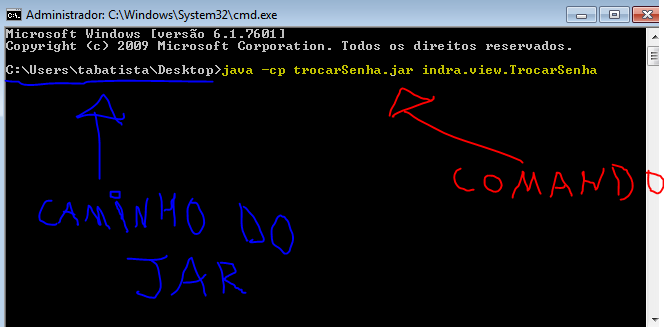 Administrador: C:\Windows\System32\cmd.exe
Microsoft Windows [versão 6.1.7601]
Copyright (c) 2009 Microsoft Corporation. Todos os direitos reservados.
C:\Users\tabatista\Desktop>java -cp trocarSenha.jar indra.view.TrocarSenha
COMANDO
CAMINHO DO
JAR